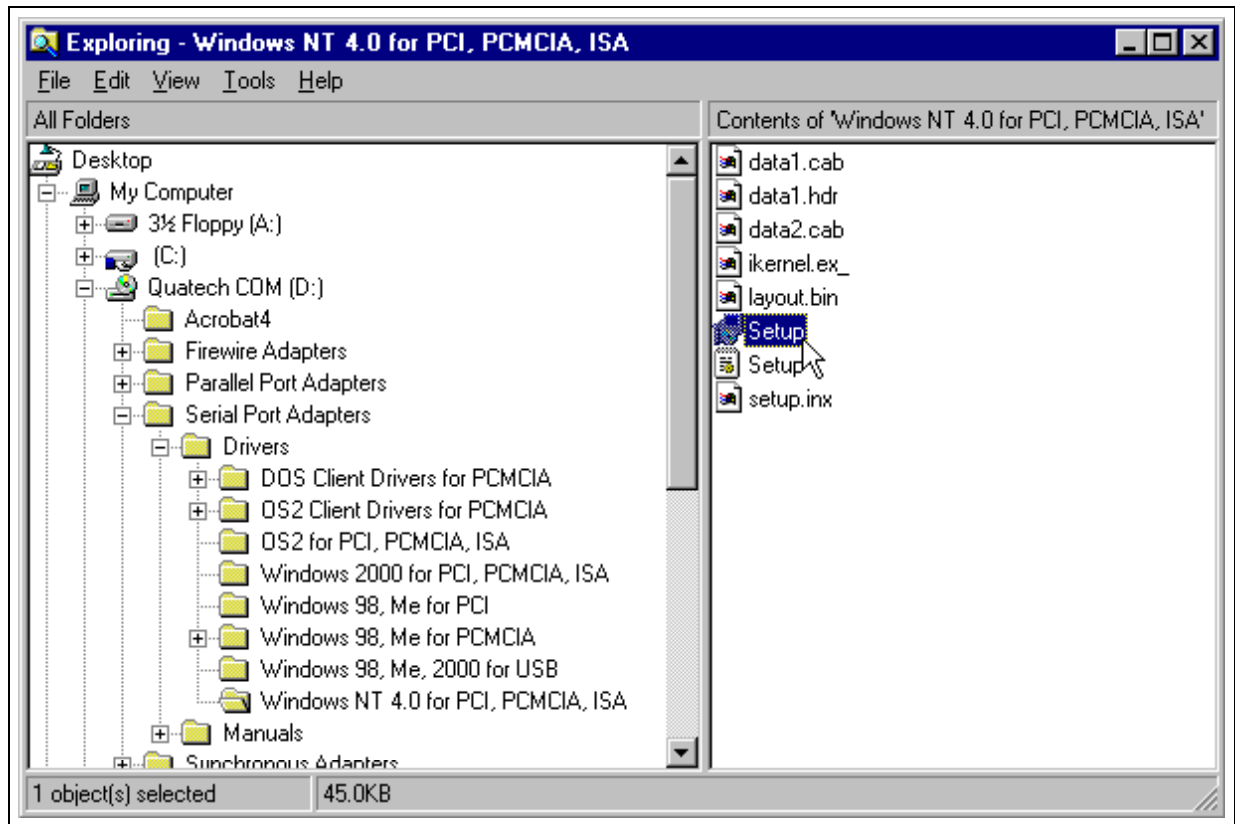 Exploring - Windows NT 4.0 for PCI, PCMCIA, ISA
File Edit View Tools Help
All Folders
Contents of 'Windows NT 4.0 for PCI, PCMCIA, ISA'
Desktop
My Computer
3½ Floppy (A:)
(C:)
Quatech COM (D:)
Acrobat4
Firewire Adapters
Parallel Port Adapters
Serial Port Adapters
Drivers
DOS Client Drivers for PCMCIA
OS2 Client Drivers for PCMCIA
OS2 for PCI, PCMCIA, ISA
Windows 2000 for PCI, PCMCIA, ISA
Windows 98, Me for PCI
Windows 98, Me for PCMCIA
Windows 98, Me, 2000 for USB
Windows NT 4.0 for PCI, PCMCIA, ISA
Manuals
Synchronous Adapters
data1.cab
data1.hdr
data2.cab
ikernel.ex_
layout.bin
Setup
Setup
setup.inx
1 object(s) selected
45.0KB